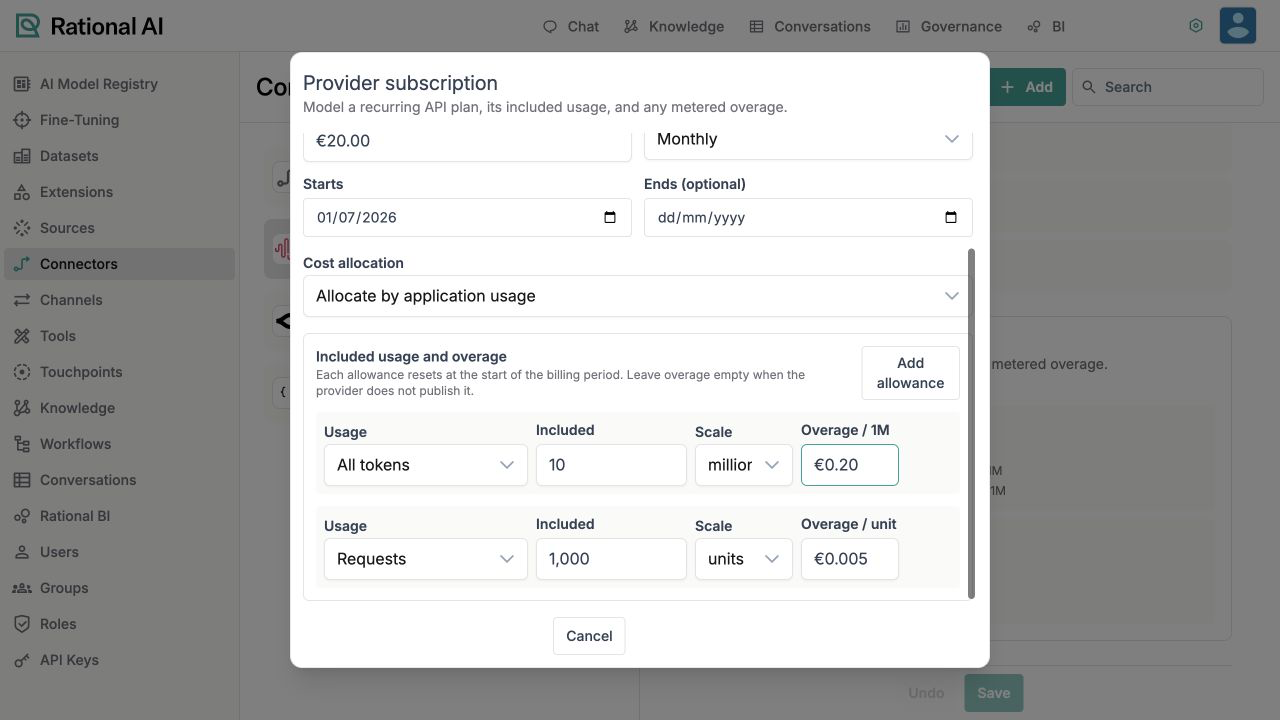 Rational AI
Chat
Knowledge
Conversations
Governance
BI
AI Model Registry
Fine-Tuning
Datasets
Extensions
Sources
Connectors
Channels
Tools
Touchpoints
Knowledge
Workflows
Conversations
Rational BI
Users
Groups
Roles
API Keys
Add
Search
Provider subscription
Model a recurring API plan, its included usage, and any metered overage.
€20.00
Monthly
Starts
Ends (optional)
01/07/2026
dd/mm/yyyy
Cost allocation
Allocate by application usage
Included usage and overage
Each allowance resets at the start of the billing period. Leave overage empty when the
provider does not publish it.
Add
allowance
Usage
Included
Scale
Overage / 1M
All tokens
10
€0.20
Usage
Included
Scale
Overage / unit
Requests
1,000
units
€0.005
Cancel
metered overage.
Undo
Save